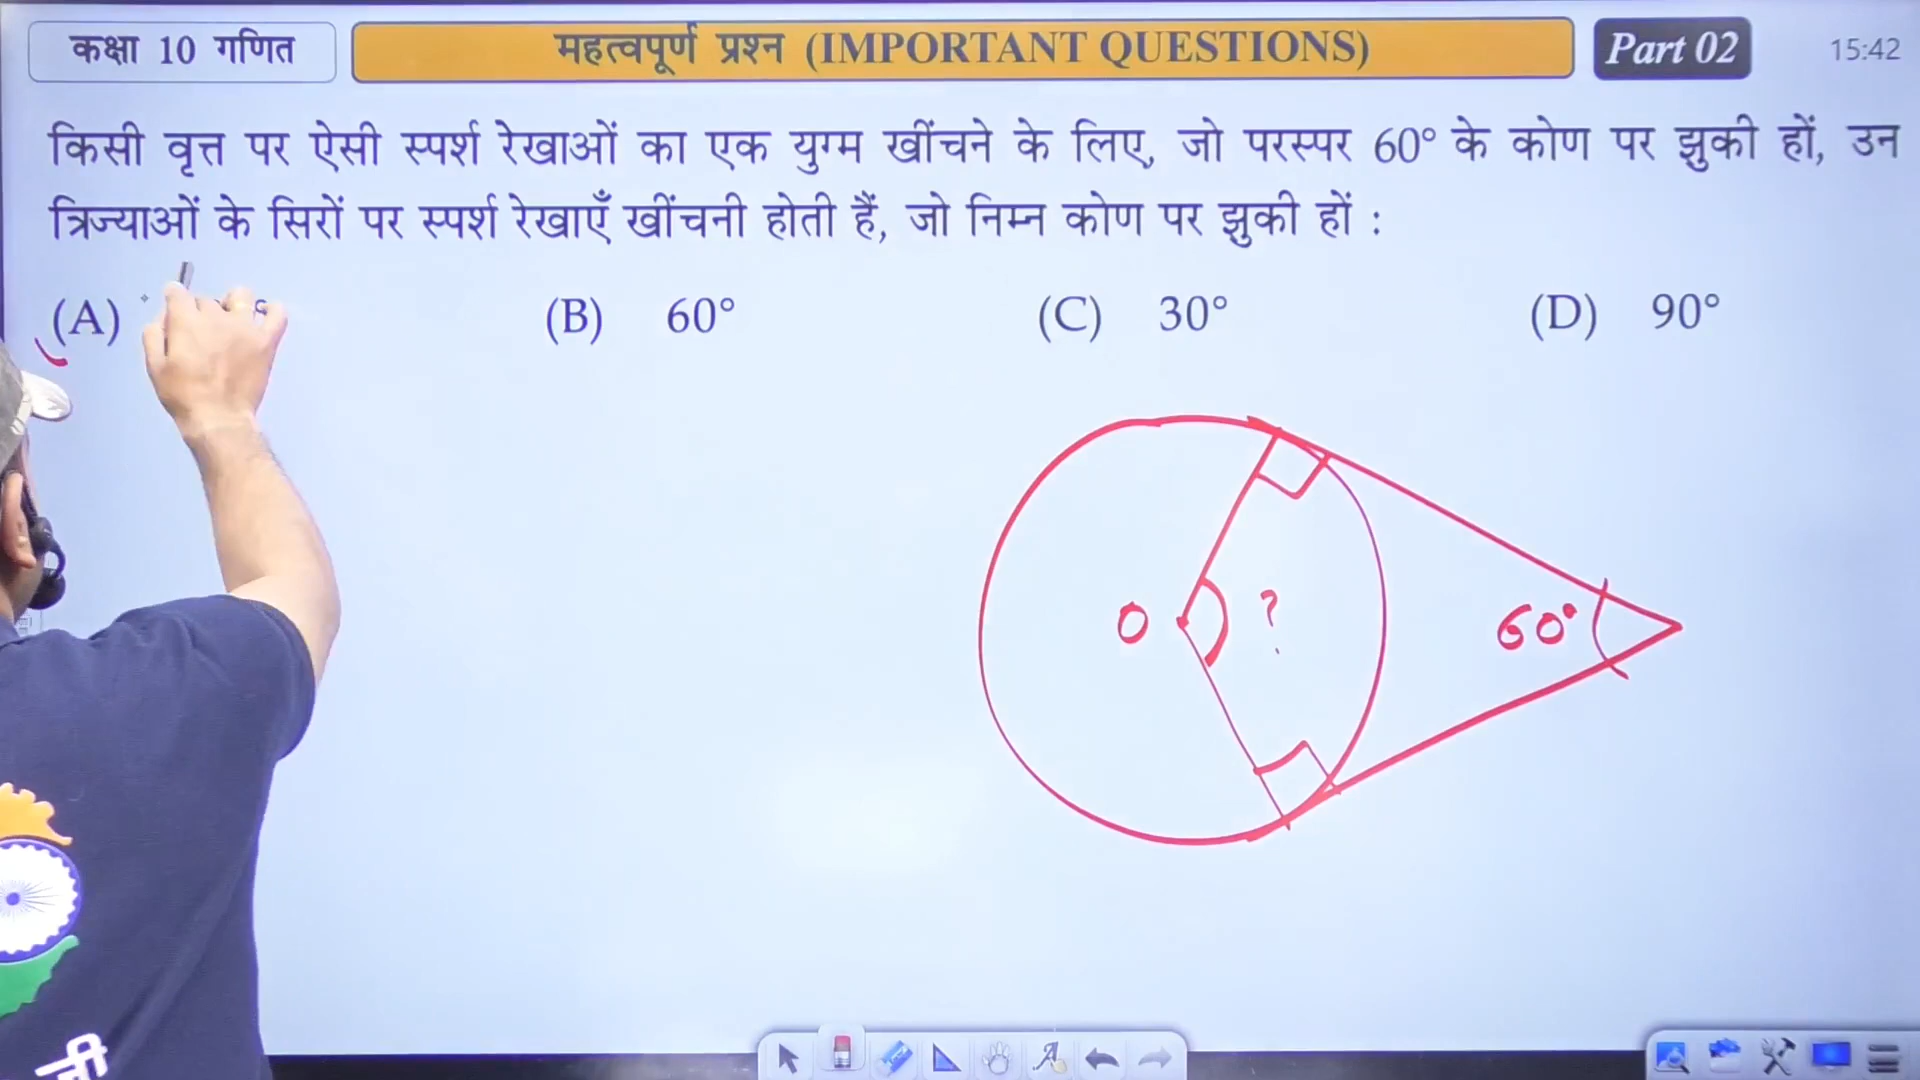 कक्षा 10 गणित
महत्वपूर्ण प्रश्न (IMPORTANT QUESTIONS)
Part 02
15:42
किसी वृत्त पर ऐसी स्पर्श रेखाओं का एक युग्म खींचने के लिए, जो परस्पर 60° के कोण पर झुकी हों, उन
त्रिज्याओं के सिरों पर स्पर्श रेखाएँ खींचनी होती हैं, जो निम्न कोण पर झुकी हों :
(A) (B) 60° (C) 30° (D) 90°
O ? 60°